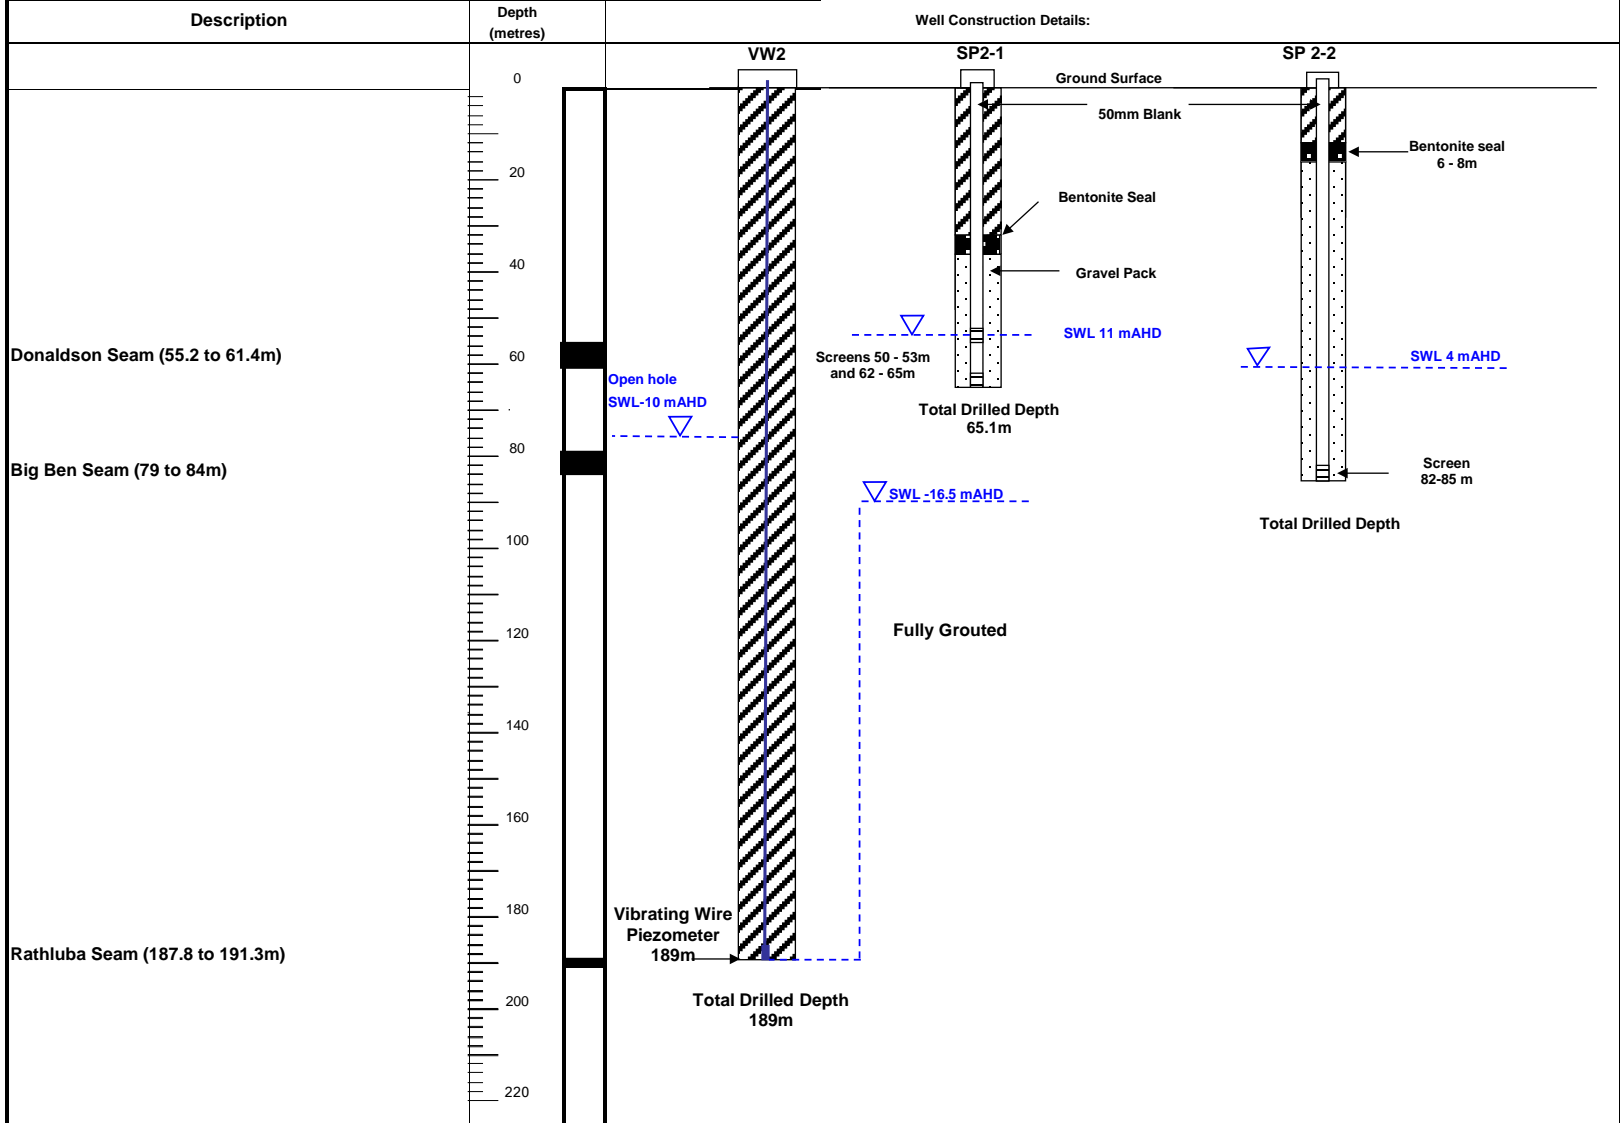 Description
Depth
(metres)
Well Construction Details:
VW2
SP2-1
SP 2-2
0
Ground Surface
50mm Blank
Bentonite seal
6 - 8m
20
Bentonite Seal
40
Gravel Pack
SWL 11 mAHD
Donaldson Seam (55.2 to 61.4m)
60
Screens 50 - 53m
and 62 - 65m
SWL 4 mAHD
Open hole
SWL-10 mAHD
Total Drilled Depth
65.1m
80
Big Ben Seam (79 to 84m)
Screen
82-85 m
SWL -16.5 mAHD
Total Drilled Depth
100
120
Fully Grouted
140
160
180
Vibrating Wire
Piezometer
189m
Rathluba Seam (187.8 to 191.3m)
200
Total Drilled Depth
189m
220